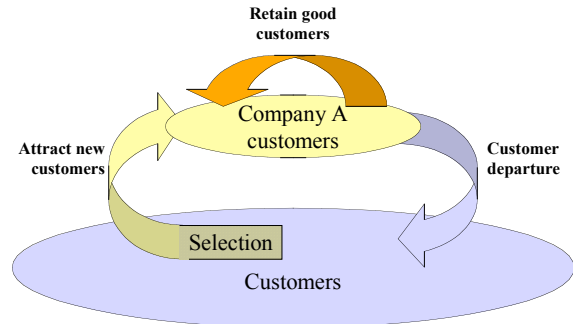 Retain good
customers
Company A
customers
Attract new
customers
Customer
departure
Selection
Customers